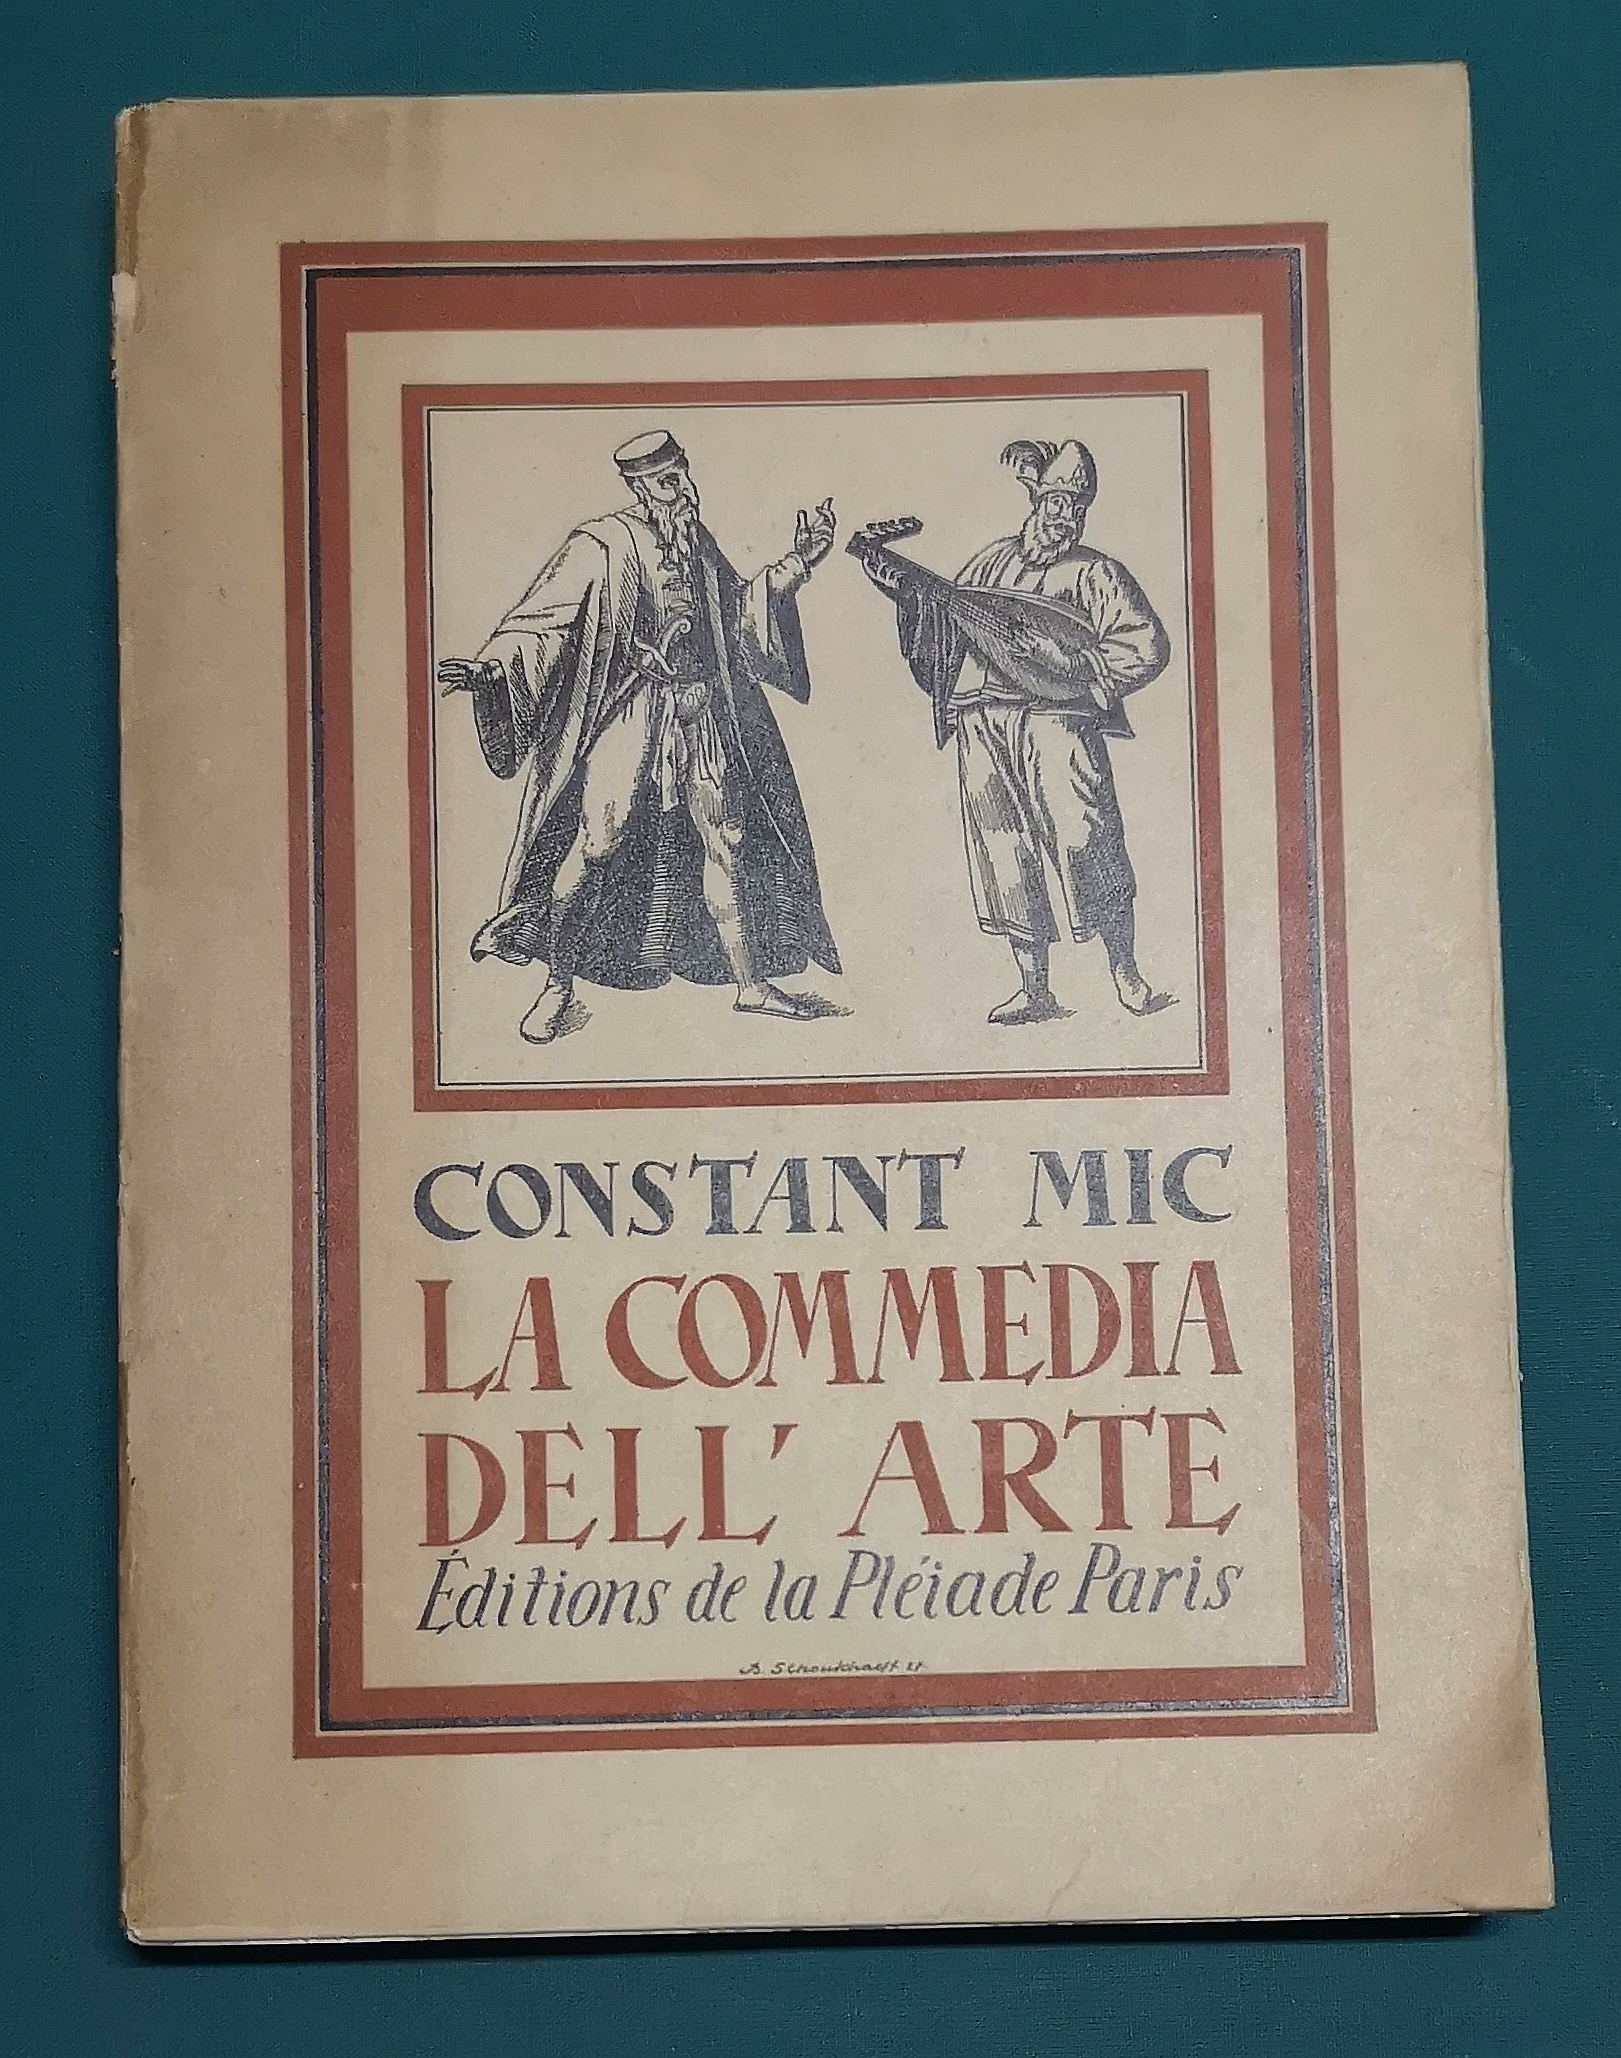 CONSTANT MIC
LA COMMEDIA
DELL' ARTE
Éditions de la Pléiade Paris